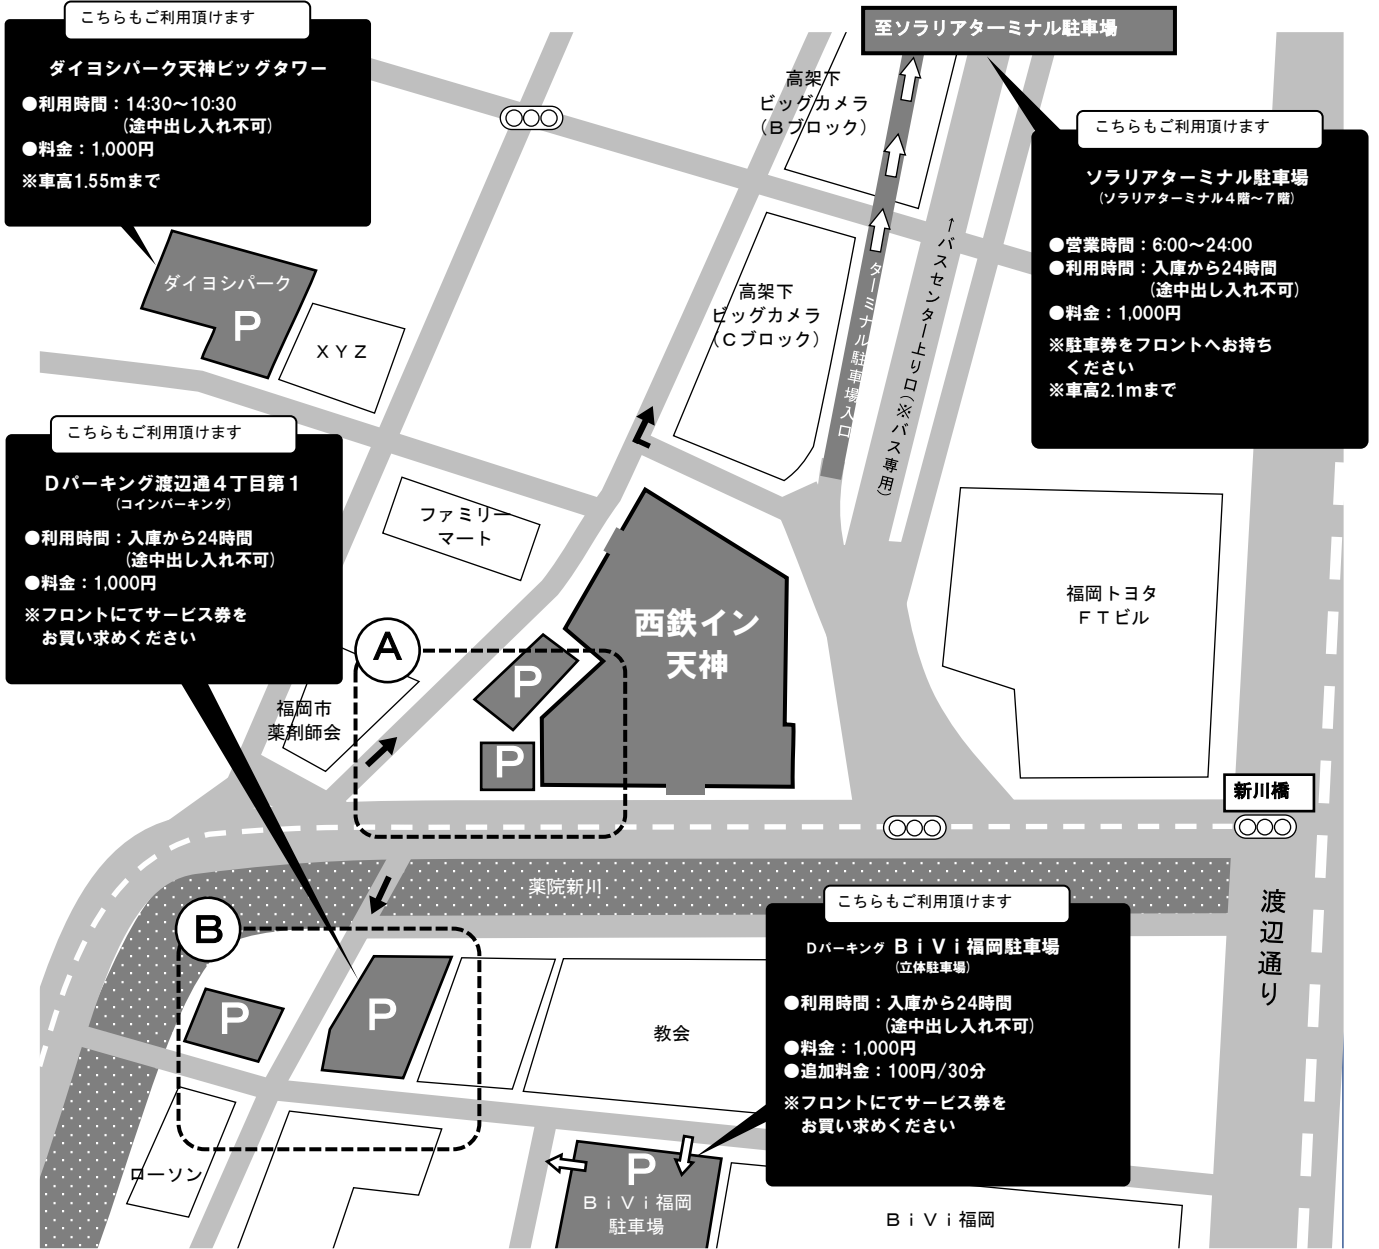 こちらもご利用頂けます
ダイヨシパーク天神ビッグタワー
●利用時間：14:30～10:30
（途中出し入れ不可）
●料金：1,000円
※車高1.55mまで
ダイヨシパーク
P
ＸＹＺ
高架下
ビッグカメラ
（Ｂブロック）
至ソラリアターミナル駐車場
こちらもご利用頂けます
ソラリアターミナル駐車場
（ソラリアターミナル４階～７階）
●営業時間：6:00～24:00
●利用時間：入庫から24時間
（途中出し入れ不可）
●料金：1,000円
※駐車券をフロントへお持ち
ください
※車高2.1mまで
高架下
ビッグカメラ
（Ｃブロック）
ターミナル駐車場入口
←バスセンター上り口（※バス専用）
こちらもご利用頂けます
Ｄパーキング渡辺通４丁目第１
（コインパーキング）
●利用時間：入庫から24時間
（途中出し入れ不可）
●料金：1,000円
※フロントにてサービス券を
お買い求めください
ファミリー
マート
西鉄イン
天神
福岡トヨタ
ＦＴビル
A
P
P
福岡市
薬剤師会
新川橋
薬院新川
渡辺通り
B
P
P
教会
こちらもご利用頂けます
Ｄパーキング ＢｉＶｉ福岡駐車場
（立体駐車場）
●利用時間：入庫から24時間
（途中出し入れ不可）
●料金：1,000円
●追加料金：100円/30分
※フロントにてサービス券を
お買い求めください
ローソン
P
ＢｉＶｉ福岡
駐車場
ＢｉＶｉ福岡